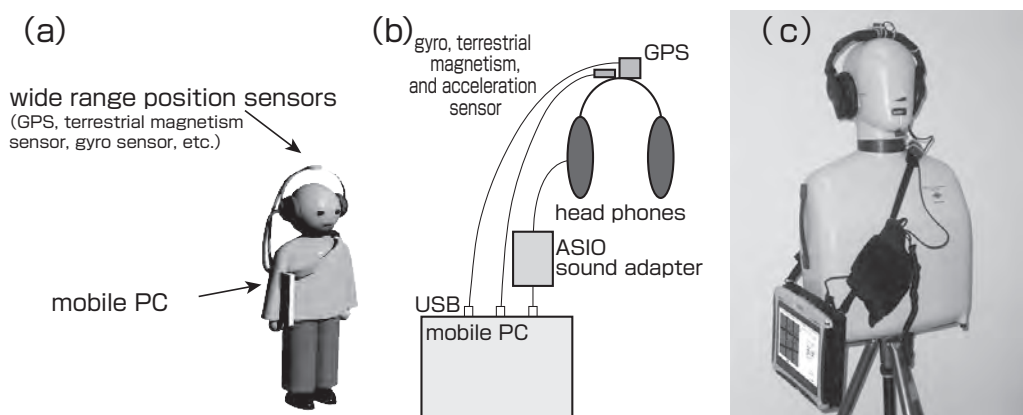 (a)
wide range position sensors
(GPS, terrestrial magnetism
sensor, gyro sensor, etc.)
mobile PC
(b)
gyro, terrestrial
magnetism,
and acceleration
sensor
GPS
head phones
ASIO
sound adapter
USB
mobile PC
(c)